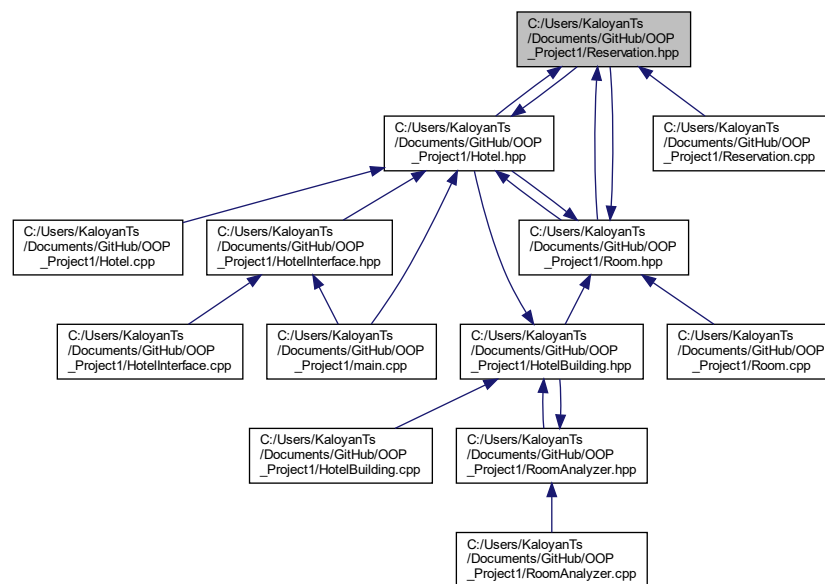 C:/Users/KaloyanTs
/Documents/GitHub/OOP
_Project1/Reservation.hpp
C:/Users/KaloyanTs
/Documents/GitHub/OOP
_Project1/Hotel.hpp
C:/Users/KaloyanTs
/Documents/GitHub/OOP
_Project1/Reservation.cpp
C:/Users/KaloyanTs
/Documents/GitHub/OOP
_Project1/Hotel.cpp
C:/Users/KaloyanTs
/Documents/GitHub/OOP
_Project1/HotelInterface.hpp
C:/Users/KaloyanTs
/Documents/GitHub/OOP
_Project1/Room.hpp
C:/Users/KaloyanTs
/Documents/GitHub/OOP
_Project1/HotelInterface.cpp
C:/Users/KaloyanTs
/Documents/GitHub/OOP
_Project1/main.cpp
C:/Users/KaloyanTs
/Documents/GitHub/OOP
_Project1/HotelBuilding.hpp
C:/Users/KaloyanTs
/Documents/GitHub/OOP
_Project1/Room.cpp
C:/Users/KaloyanTs
/Documents/GitHub/OOP
_Project1/HotelBuilding.cpp
C:/Users/KaloyanTs
/Documents/GitHub/OOP
_Project1/RoomAnalyzer.hpp
C:/Users/KaloyanTs
/Documents/GitHub/OOP
_Project1/RoomAnalyzer.cpp